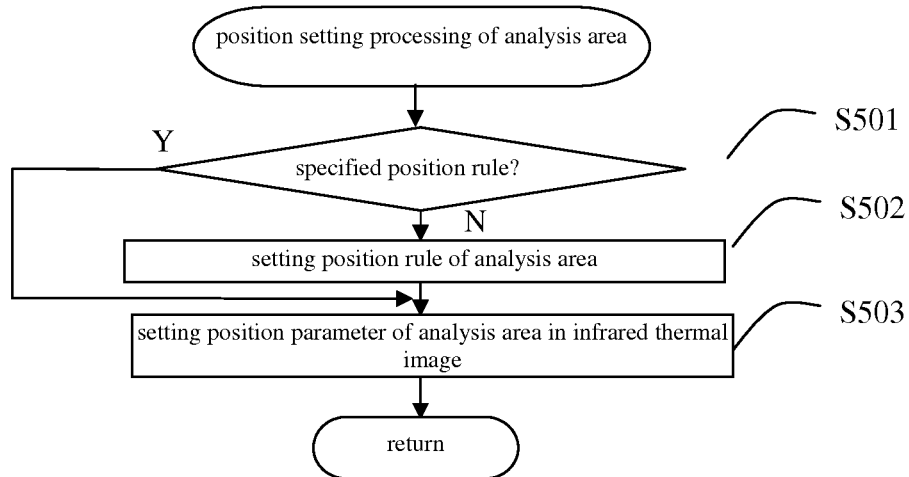 position setting processing of analysis area
S501
Y
specified position rule?
S502
N
setting position rule of analysis area
S503
setting position parameter of analysis area in infrared thermal
image
return